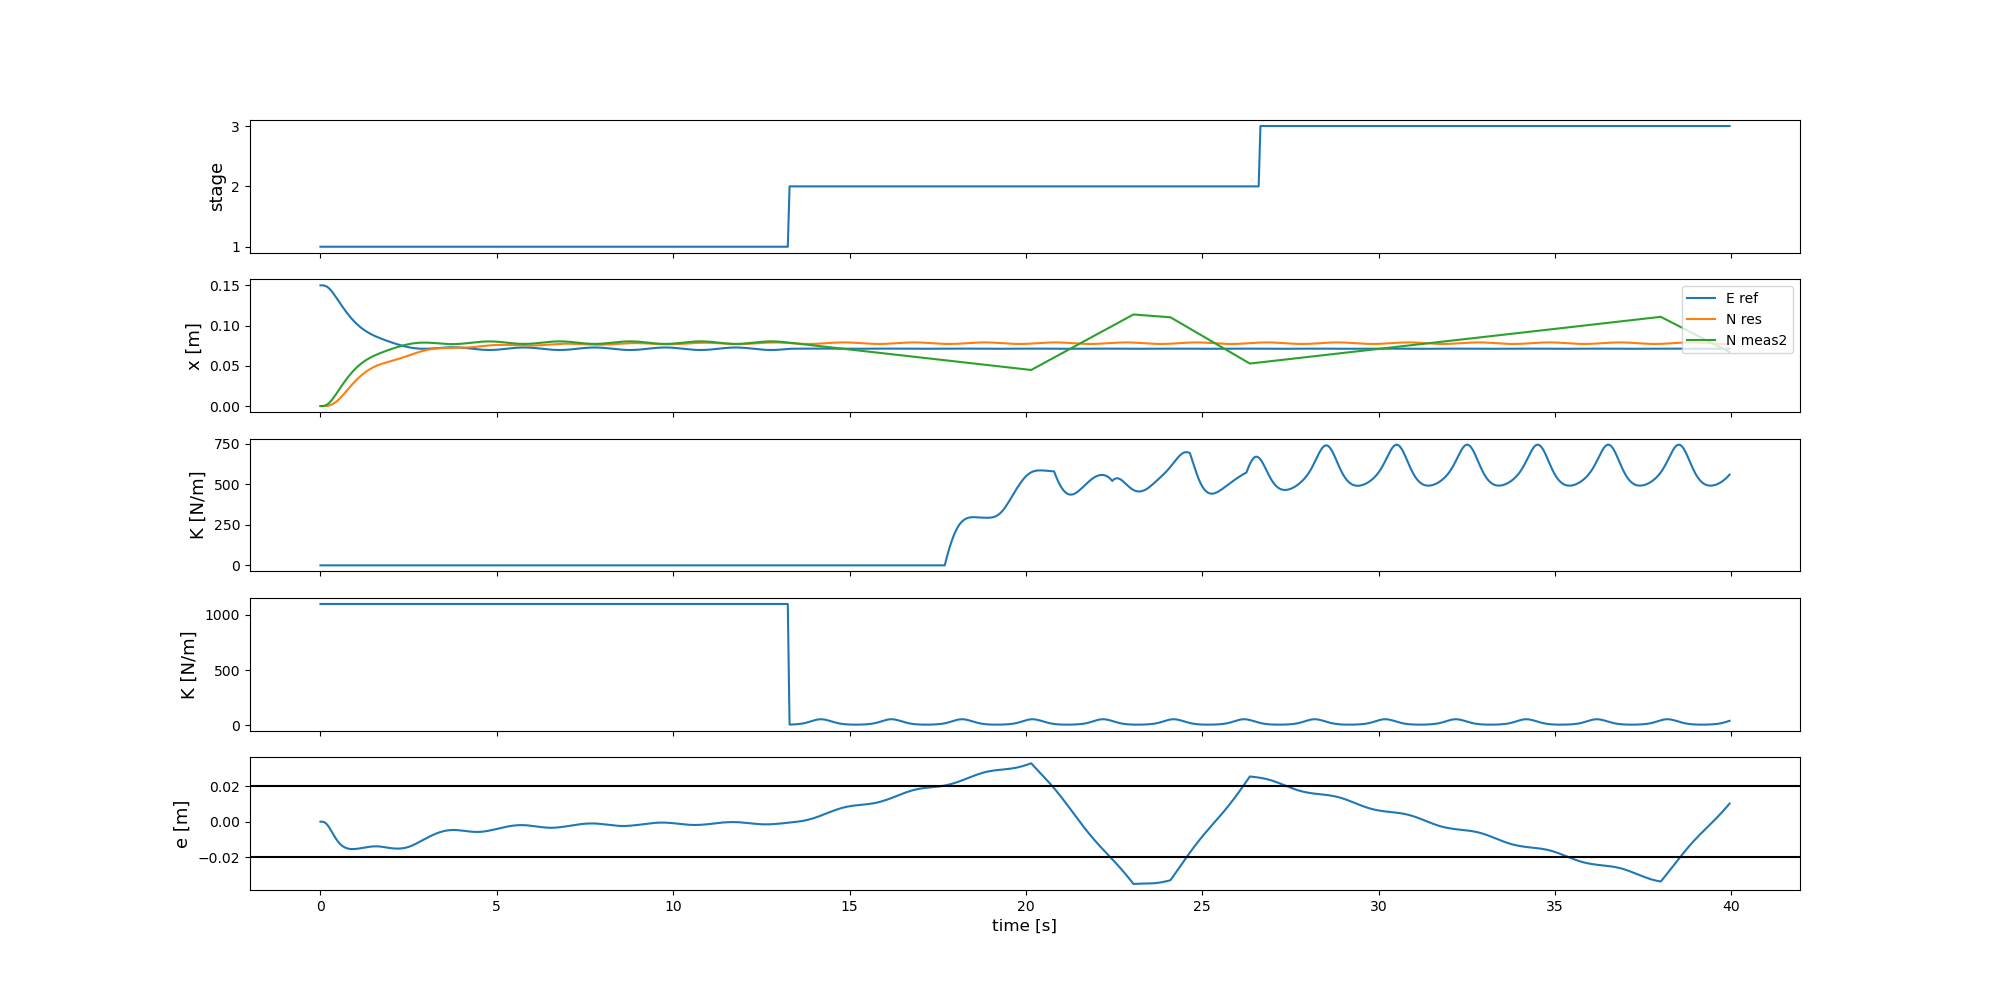 3
2
1
stage
0.15
0.10
0.05
0.00
x [m]
E ref
N res
N meas2
750
500
250
0
K [N/m]
1000
500
0
K [N/m]
0.02
0.00
−0.02
e [m]
0 5 10 15 20 25 30 35 40
time [s]